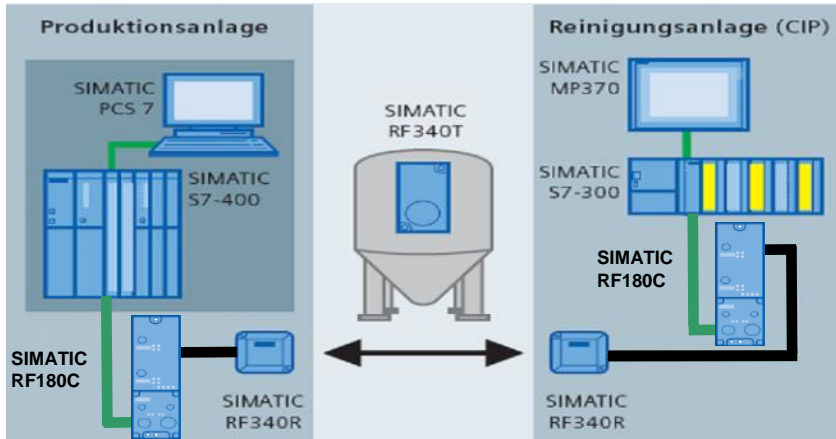 Produktionsanlage
SIMATIC
PCS 7
SIMATIC
S7-400
SIMATIC
RF180C
SIMATIC
RF340R
SIMATIC
RF340T
Reinigungsanlage (CIP)
SIMATIC
MP370
SIMATIC
S7-300
SIMATIC
RF180C
SIMATIC
RF340R